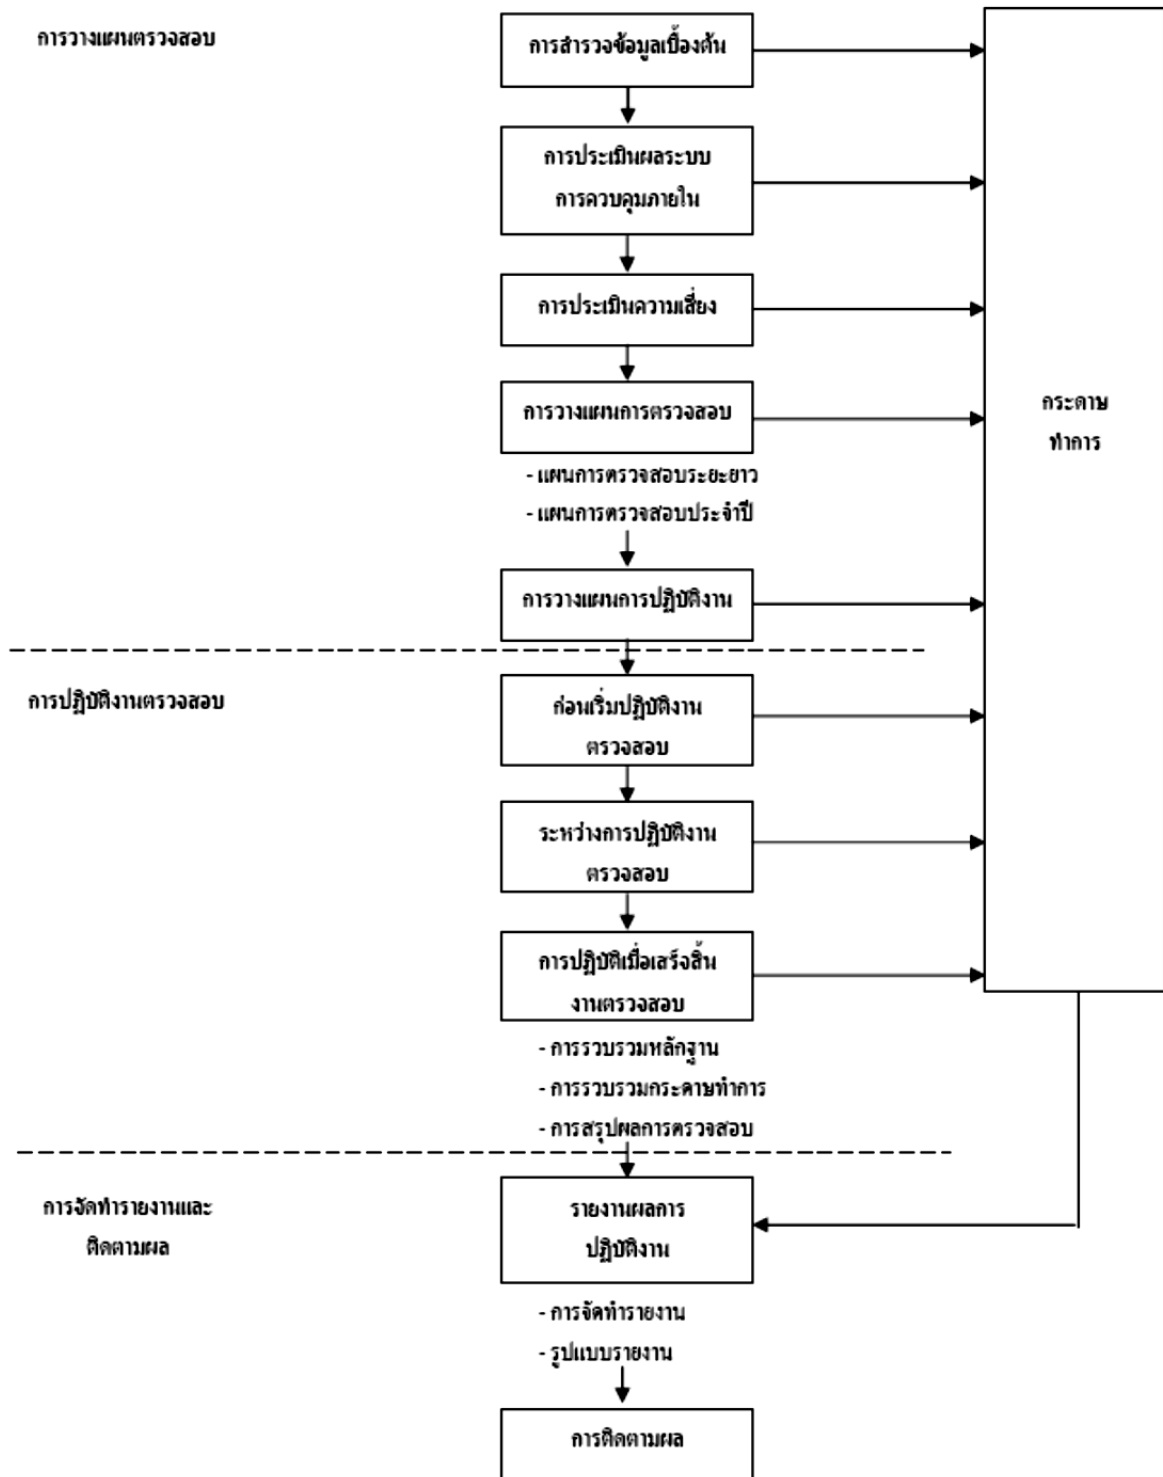 การวางแผนตรวจสอบ
การสำรวจข้อมูลเบื้องต้น
การประเมินผลระบบ
การควบคุมภายใน
การประเมินความเสี่ยง
การวางแผนการตรวจสอบ
- แผนการตรวจสอบระยะยาว
- แผนการตรวจสอบประจำปี
การวางแผนการปฏิบัติงาน
กระดาษ
ทำการ
การปฏิบัติงานตรวจสอบ
ก่อนเริ่มปฏิบัติงาน
ตรวจสอบ
ระหว่างการปฏิบัติงาน
ตรวจสอบ
การปฏิบัติเมื่อเสร็จสิ้น
งานตรวจสอบ
- การรวบรวมหลักฐาน
- การรวบรวมกระดาษทำการ
- การสรุปผลการตรวจสอบ
การจัดทำรายงานและ
ติดตามผล
รายงานผลการ
ปฏิบัติงาน
- การจัดทำรายงาน
- รูปแบบรายงาน
การติดตามผล